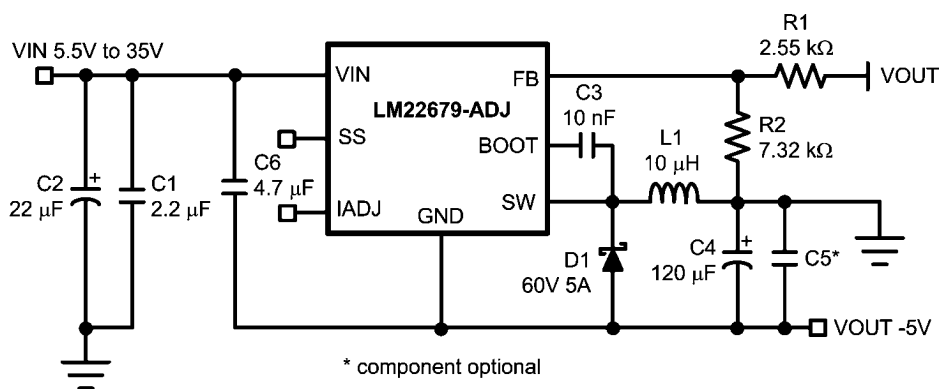 VIN 5.5V to 35V
VIN
SS
IADJ
GND
FB
BOOT
SW
LM22679-ADJ
C2
+
22 μF
C1
2.2 μF
C6
4.7 μF
C3
10 nF
R1
2.55 kΩ
VOUT
R2
7.32 kΩ
L1
10 μH
D1
60V 5A
C4
+
120 μF
C5*
VOUT -5V
* component optional